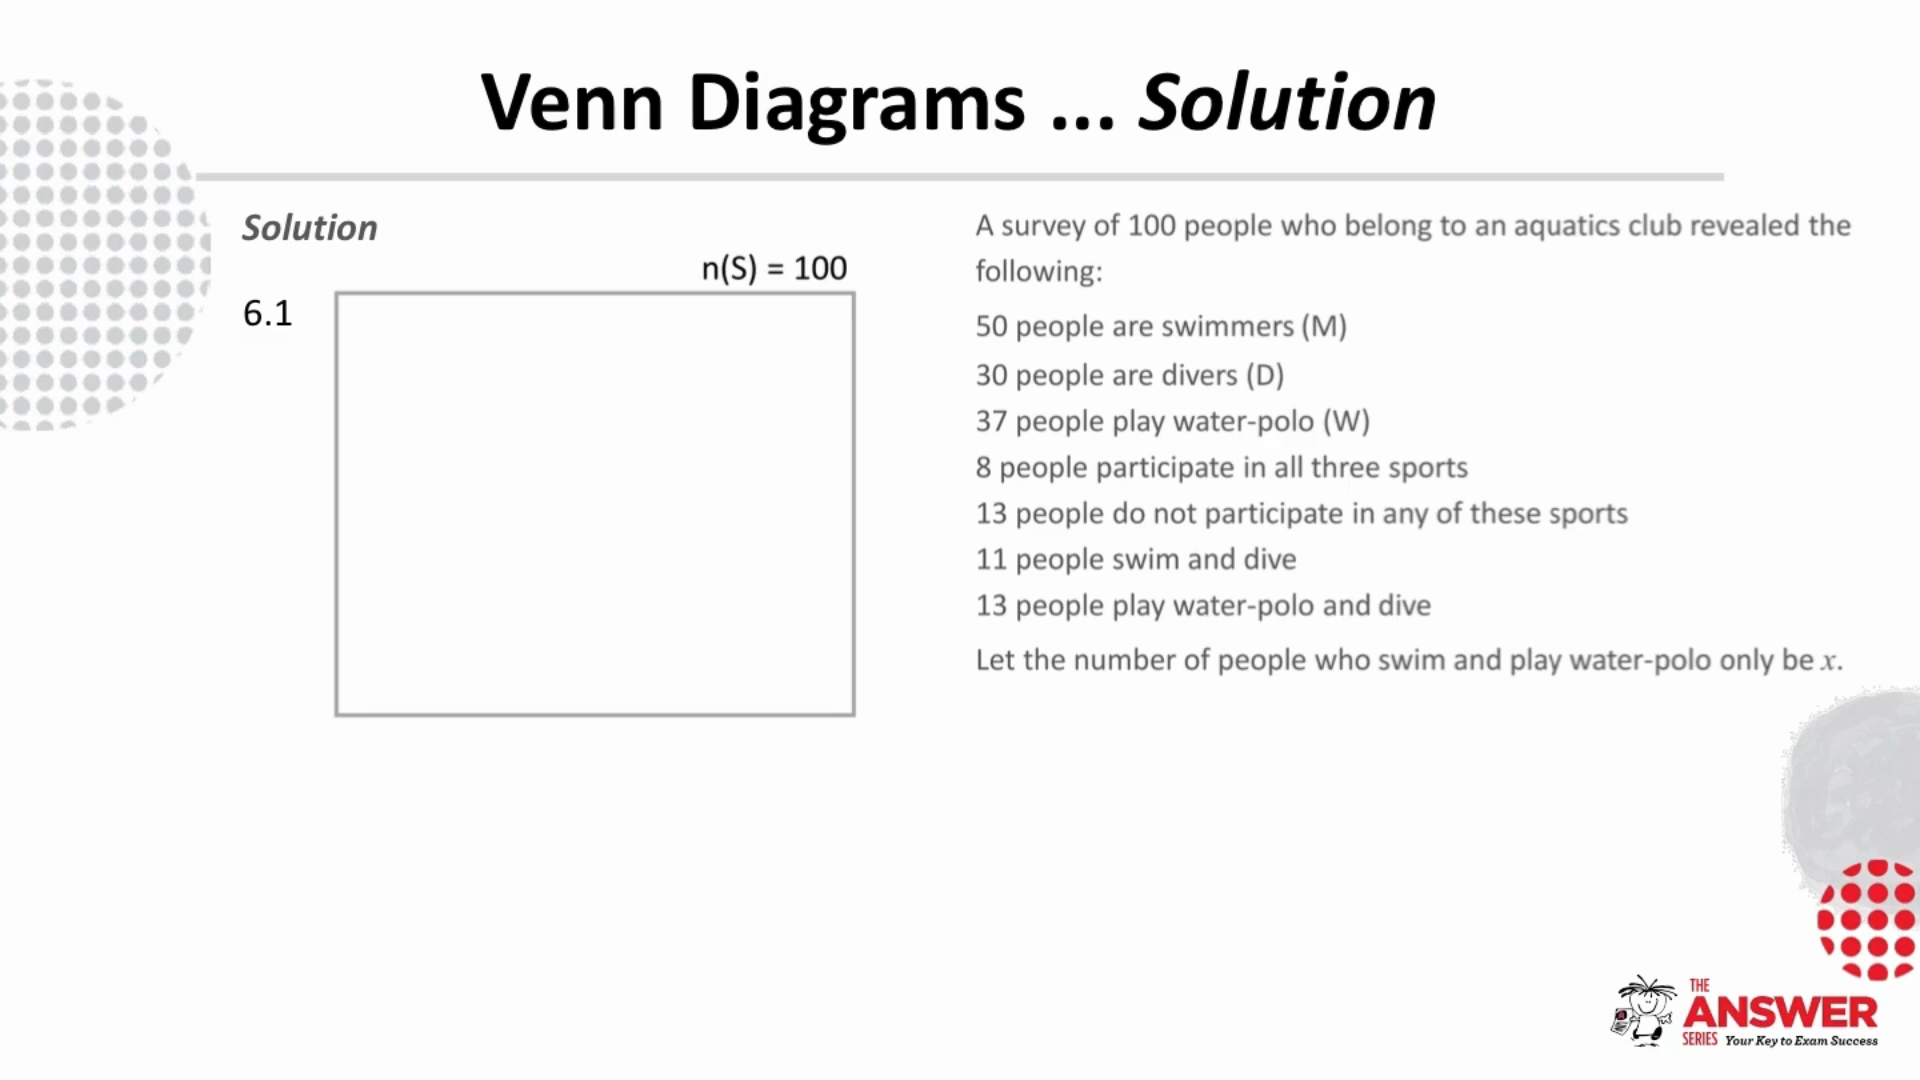 Venn Diagrams ... Solution
Solution
n(S) = 100
6.1
A survey of 100 people who belong to an aquatics club revealed the
following:
50 people are swimmers (M)
30 people are divers (D)
37 people play water-polo (W)
8 people participate in all three sports
13 people do not participate in any of these sports
11 people swim and dive
13 people play water-polo and dive
Let the number of people who swim and play water-polo only be x.
THE
ANSWER
SERIES Your Key to Exam Success